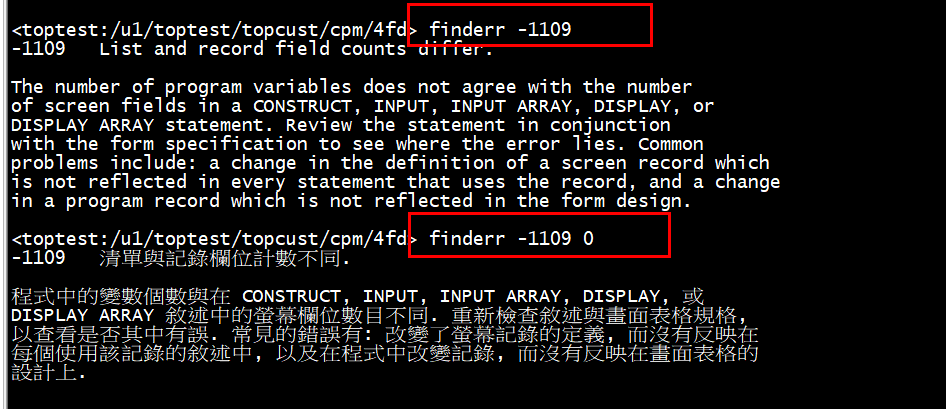 <toptest:/u1/toptest/topcust/cpm/4fd> finderr -1109
-1109   List and record field counts differ.
The number of program variables does not agree with the number
of screen fields in a CONSTRUCT, INPUT, INPUT ARRAY, DISPLAY, or
DISPLAY ARRAY statement. Review the statement in conjunction
with the form specification to see where the error lies. Common
problems include: a change in the definition of a screen record which
is not reflected in every statement that uses the record, and a change
in a program record which is not reflected in the form design.
<toptest:/u1/toptest/topcust/cpm/4fd> finderr -1109 0
-1109   清單與記錄欄位計數不同.
程式中的變數個數與在 CONSTRUCT, INPUT, INPUT ARRAY, DISPLAY, 或
DISPLAY ARRAY 敘述中的螢幕欄位數目不同. 重新檢查敘述與畫面表格規格,
以查看是否其中有誤. 常見的錯誤有: 改變了螢幕記錄的定義, 而沒有反映在
每個使用該記錄的敘述中, 以及在程式中改變記錄, 而沒有反映在畫面表格的
設計上.